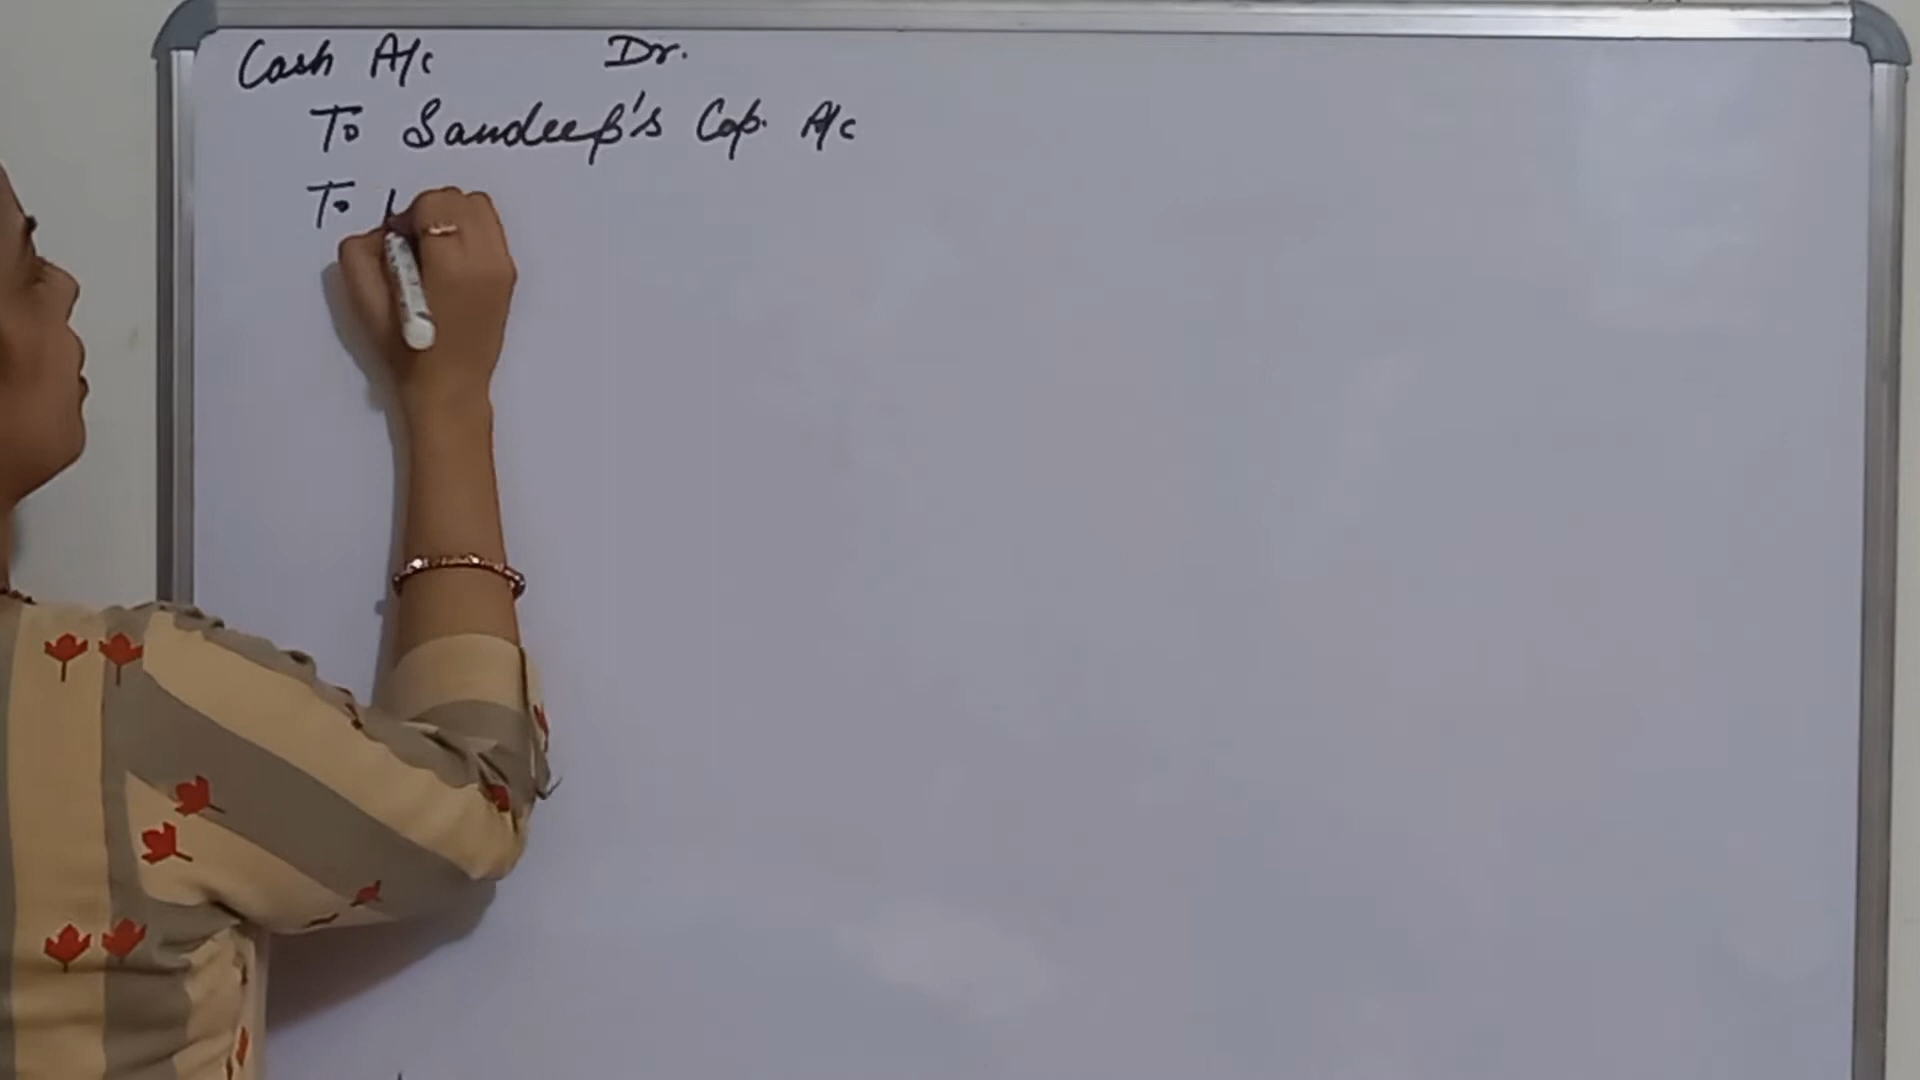 Cash A/c Dr.
To Sandeep's Cap. A/c
To